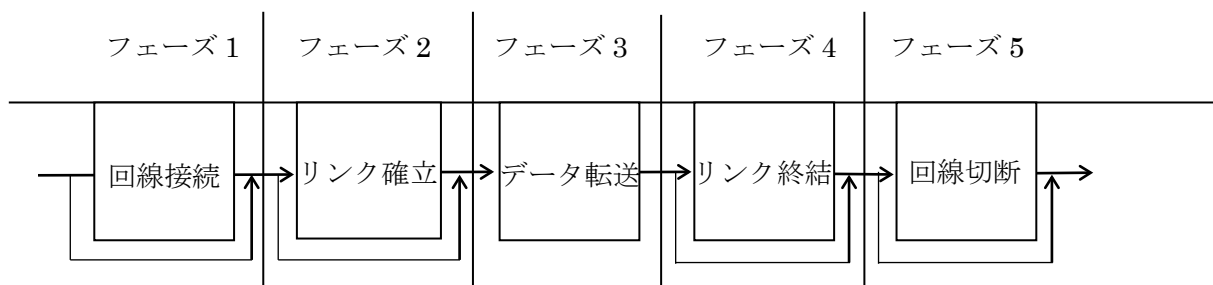 フェーズ 1 フェーズ 2 フェーズ 3 フェーズ 4 フェーズ 5
回線接続 リンク確立 データ転送 リンク終結 回線切断